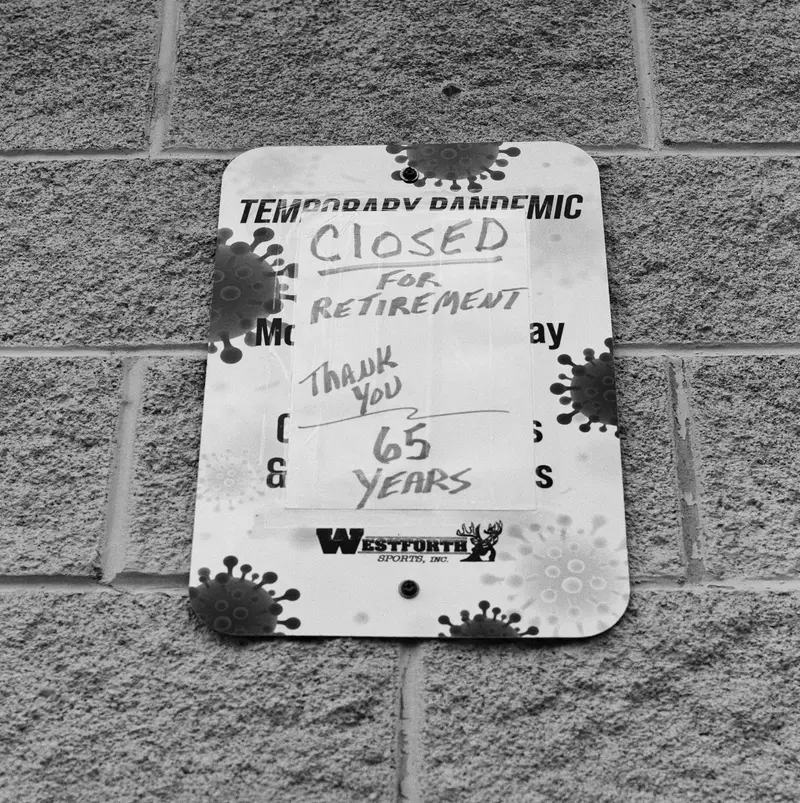 TEMPORARY PANDEMIC
CLOSED
FOR
RETIREMENT
THANK
YOU
65
YEARS
WESTFORTH
SPORTS, INC.